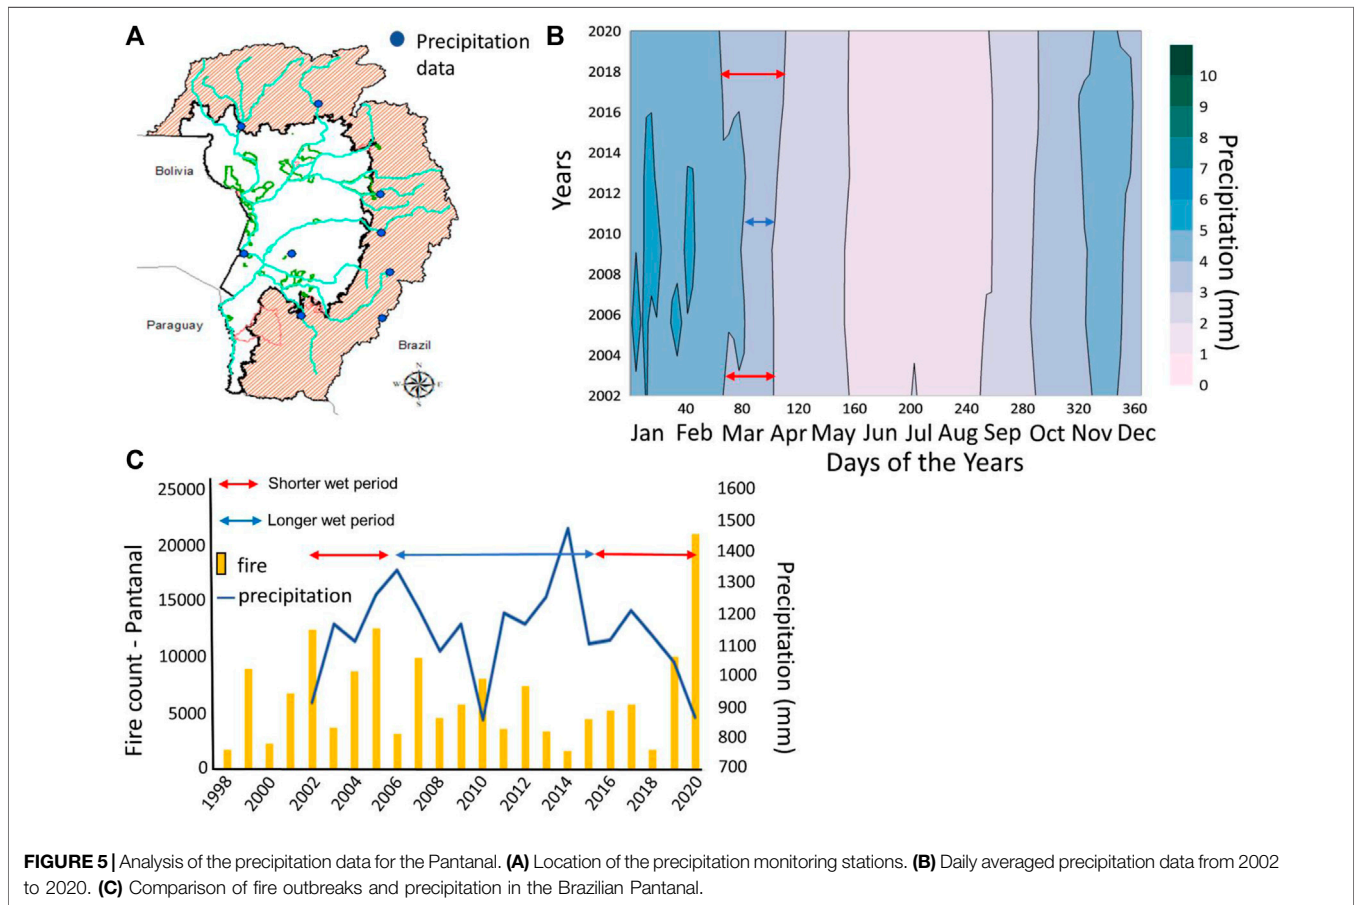 A
Precipitation
data
Bolivia
Paraguay
Brazil
N
W
E
S
B
Years
2020
2018
2016
2014
2012
2010
2008
2006
2004
2002
40 80 120 160 200 240 280 320 360
Jan Feb Mar Apr May Jun Jul Aug Sep Oct Nov Dec
Days of the Years
10
9
8
7
6
5
4
3
2
1
0
Precipitation (mm)
C
Shorter wet period
Longer wet period
fire
precipitation
Fire count - Pantanal
25000
20000
15000
10000
5000
0
1998 2000 2002 2004 2006 2008 2010 2012 2014 2016 2018 2020
1600
1500
1400
1300
1200
1100
1000
900
800
700
Precipitation (mm)
FIGURE 5 | Analysis of the precipitation data for the Pantanal. (A) Location of the precipitation monitoring stations. (B) Daily averaged precipitation data from 2002
to 2020. (C) Comparison of fire outbreaks and precipitation in the Brazilian Pantanal.